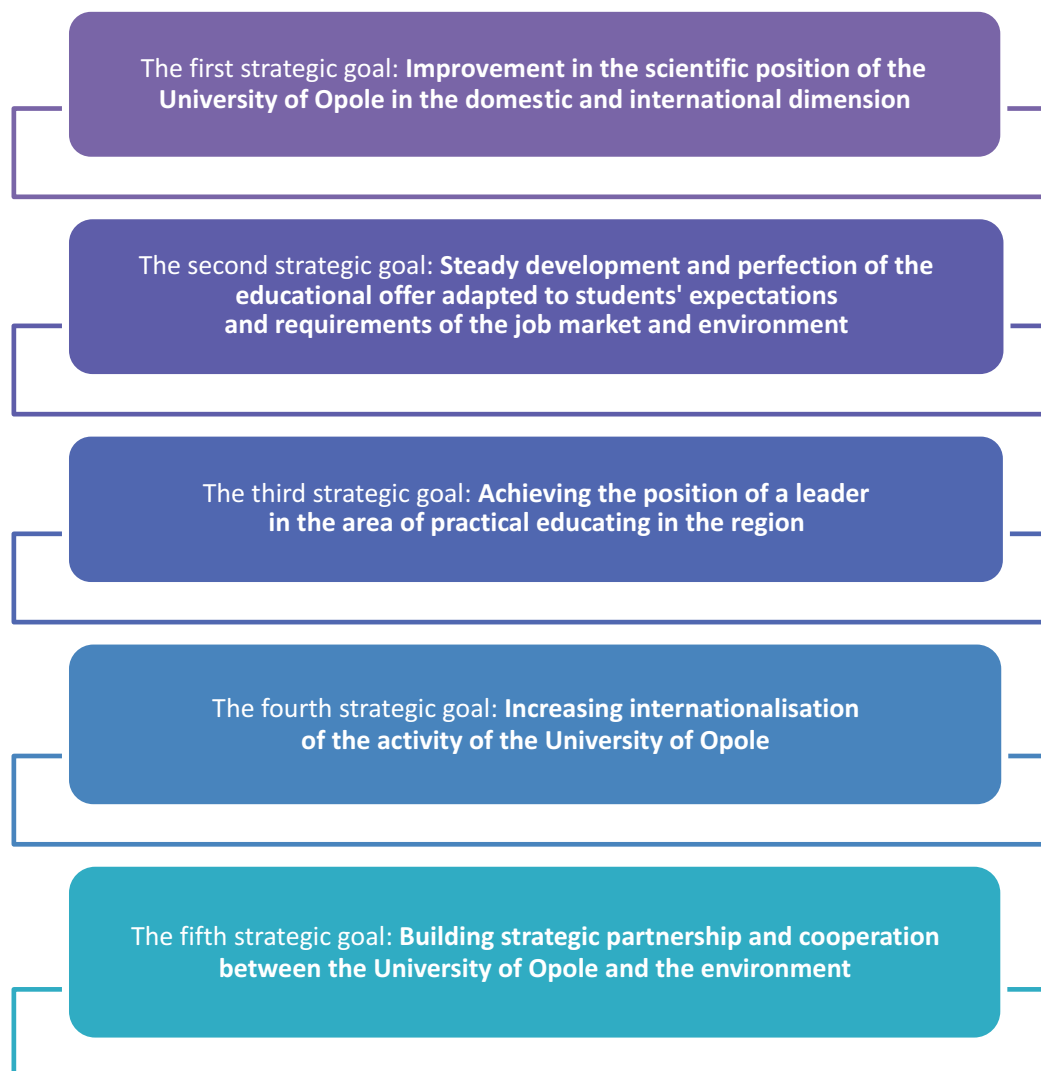 The first strategic goal: Improvement in the scientific position of the
University of Opole in the domestic and international dimension
The second strategic goal: Steady development and perfection of the
educational offer adapted to students' expectations
and requirements of the job market and environment
The third strategic goal: Achieving the position of a leader
in the area of practical educating in the region
The fourth strategic goal: Increasing internationalisation
of the activity of the University of Opole
The fifth strategic goal: Building strategic partnership and cooperation
between the University of Opole and the environment